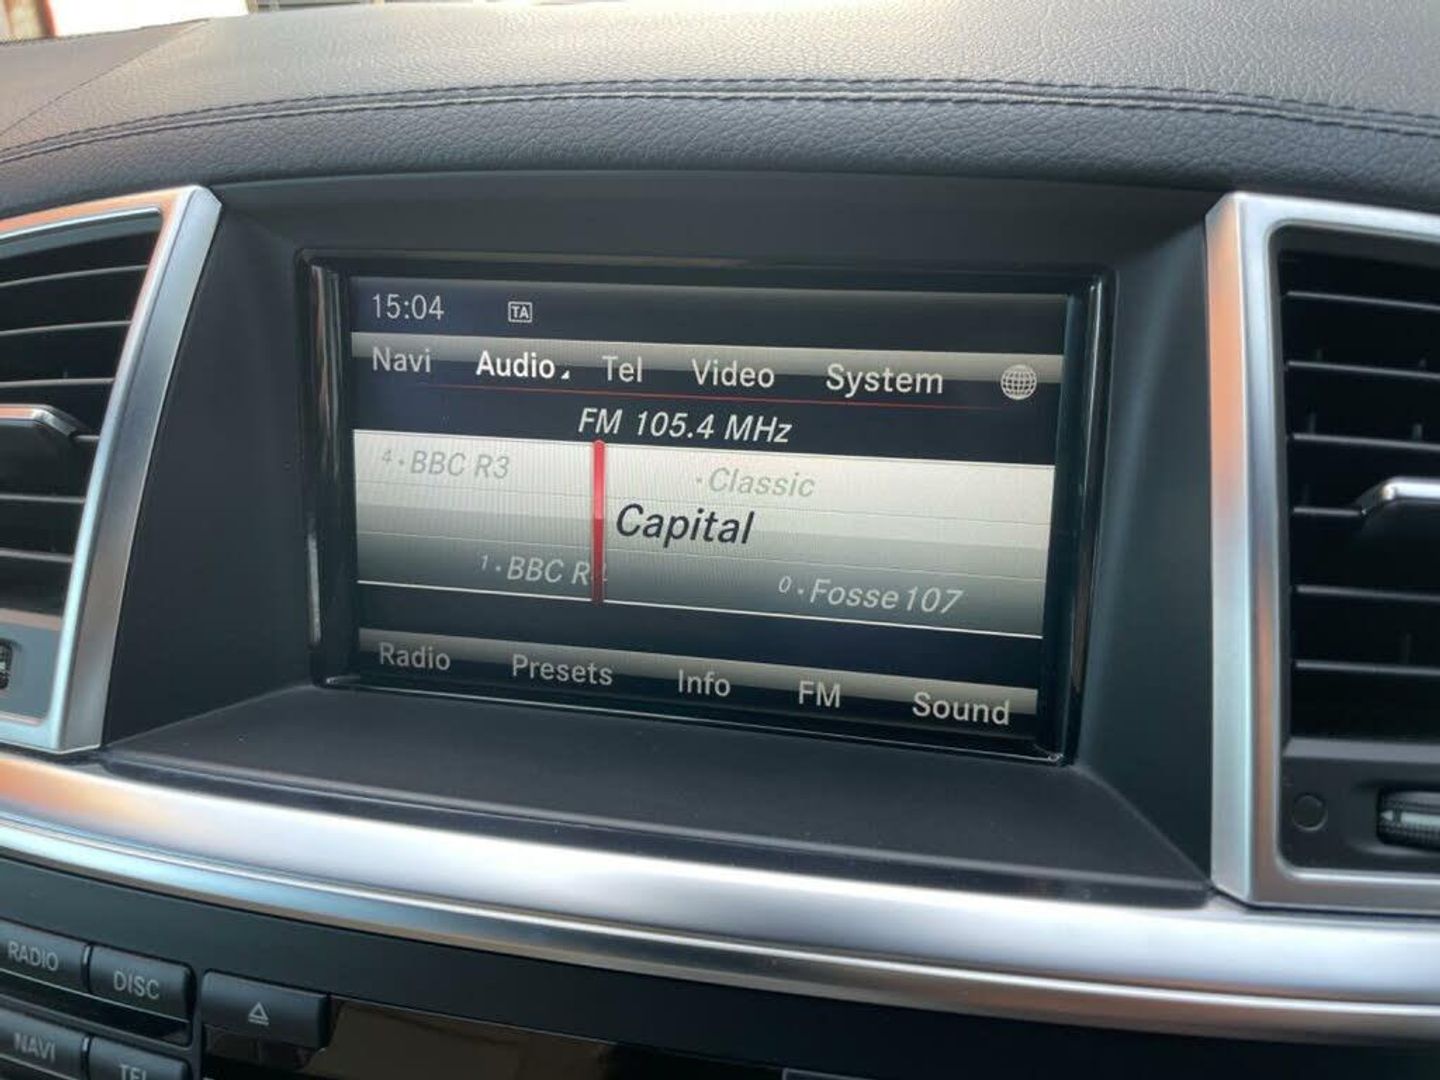 15:04 TA
Navi Audio Tel Video System
FM 105.4 MHz
4·BBC R3 ·Classic
Capital
1·BBC R2 0·Fosse107
Radio Presets Info FM Sound
RADIO DISC
NAVI TEL